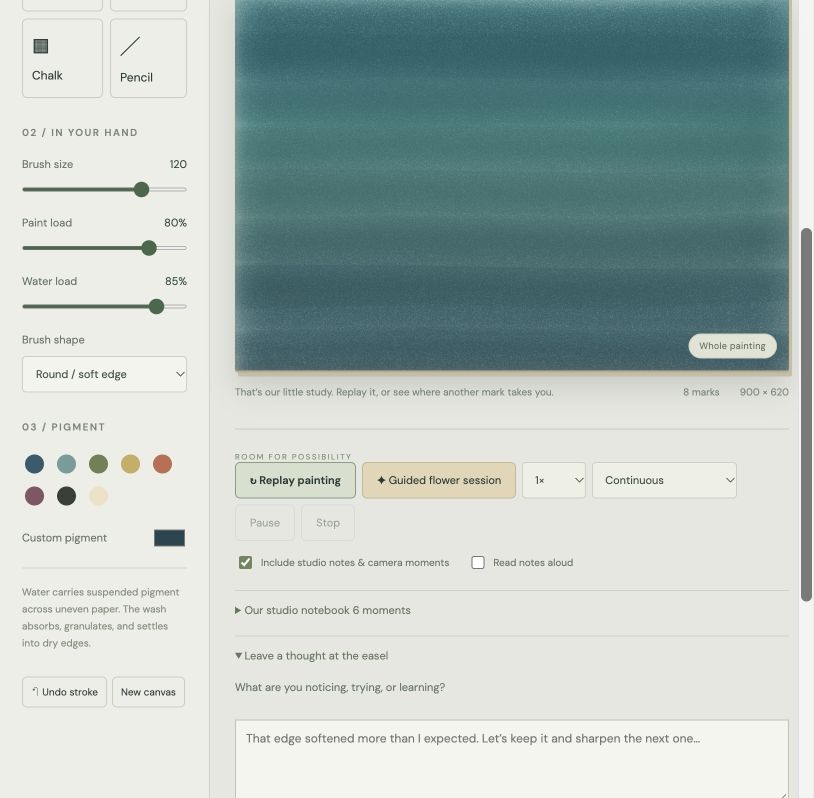 Chalk
Pencil
02 / IN YOUR HAND
Brush size 120
Paint load 80%
Water load 85%
Brush shape
Round / soft edge
03 / PIGMENT
Custom pigment
Water carries suspended pigment
across uneven paper. The wash
absorbs, granulates, and settles
into dry edges.
Undo stroke
New canvas
Whole painting
That's our little study. Replay it, or see where another mark takes you.
8 marks
900 × 620
ROOM FOR POSSIBILITY
↻ Replay painting
✦ Guided flower session
1×
Continuous
Pause
Stop
Include studio notes & camera moments
Read notes aloud
Our studio notebook 6 moments
Leave a thought at the easel
What are you noticing, trying, or learning?
That edge softened more than I expected. Let's keep it and sharpen the next one…